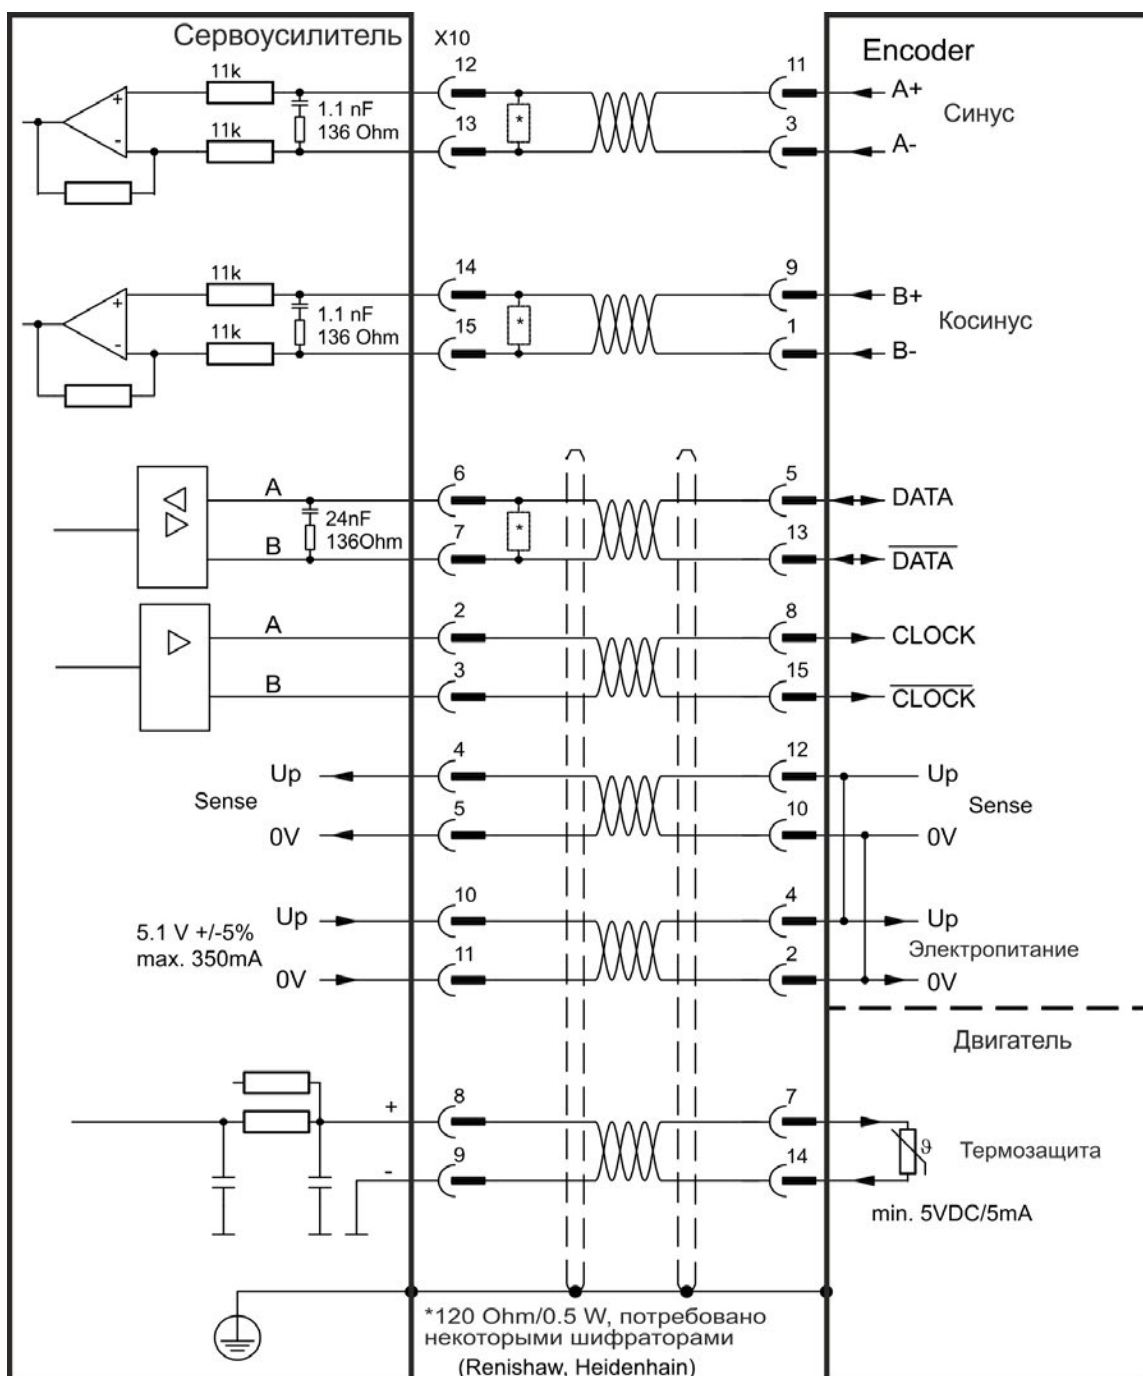 Сервоусилитель X10 Encoder
11k 12 11 A+
1.1 nF * Синус
136 Ohm
11k 13 3 A-
11k 14 9 B+
1.1 nF * Косинус
136 Ohm
11k 15 1 B-
A 6 5 DATA
24nF *
136Ohm
B 7 13 DATA
A 2 8 CLOCK
B 3 15 CLOCK
Up 4 12 Up
Sense Sense
0V 5 10 0V
Up 10 4 Up
5.1 V +/-5%
max. 350mA
Электропитание
0V 11 2 0V
Двигатель
+ 8 7
ϑ Термозащита
- 9 14
min. 5VDC/5mA
*120 Ohm/0.5 W, потребовано
некоторыми шифраторами
(Renishaw, Heidenhain)